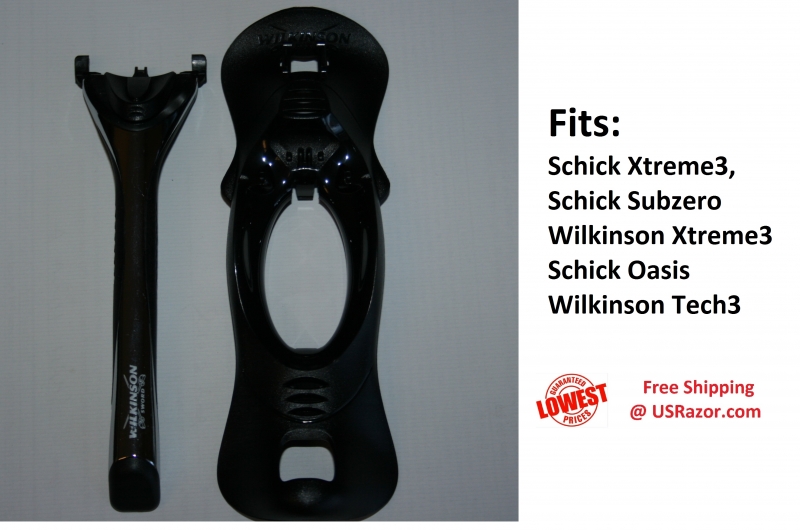 WILKINSON
WILKINSON
SWORD
Fits:
Schick Xtreme3,
Schick Subzero
Wilkinson Xtreme3
Schick Oasis
Wilkinson Tech3
GUARANTEED
LOWEST
PRICES
Free Shipping
@ USRazor.com